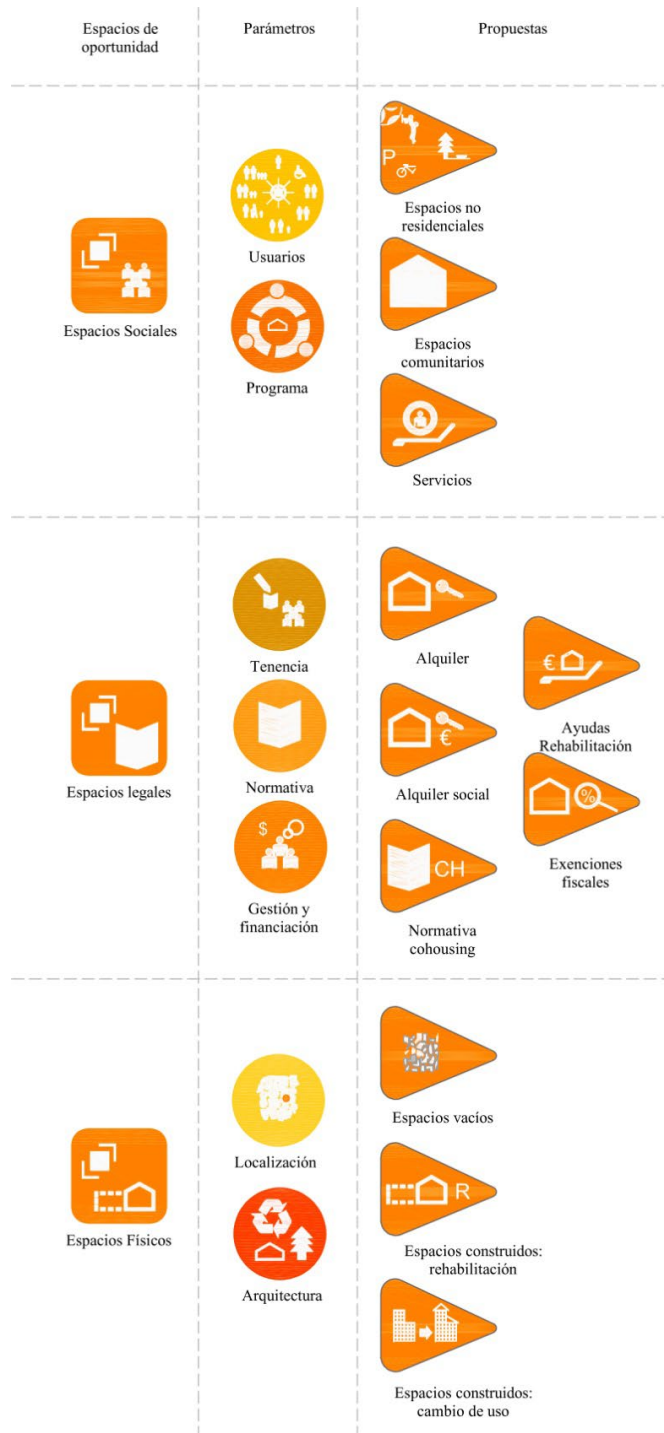 Espacios de
oportunidad
Parámetros
Propuestas
Espacios Sociales
Usuarios
Programa
P
Espacios no
residenciales
Espacios
comunitarios
Servicios
Espacios legales
Tenencia
Normativa
$
Gestión y
financiación
Alquiler
€
Alquiler social
CH
Normativa
cohousing
€
Ayudas
Rehabilitación
%
Exenciones
fiscales
Espacios Físicos
Localización
Arquitectura
Espacios vacíos
R
Espacios construidos:
rehabilitación
Espacios construidos:
cambio de uso